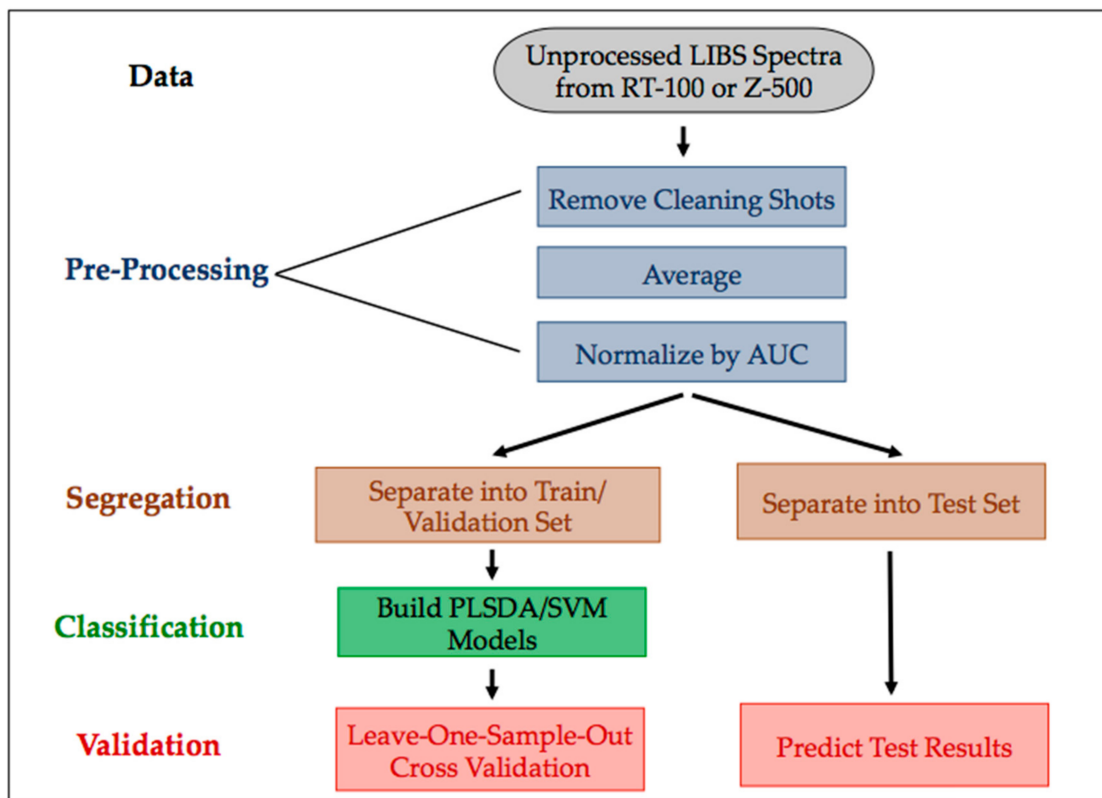 Data
Unprocessed LIBS Spectra
from RT-100 or Z-500
Pre-Processing
Remove Cleaning Shots
Average
Normalize by AUC
Segregation
Separate into Train/
Validation Set
Separate into Test Set
Classification
Build PLSDA/SVM
Models
Validation
Leave-One-Sample-Out
Cross Validation
Predict Test Results